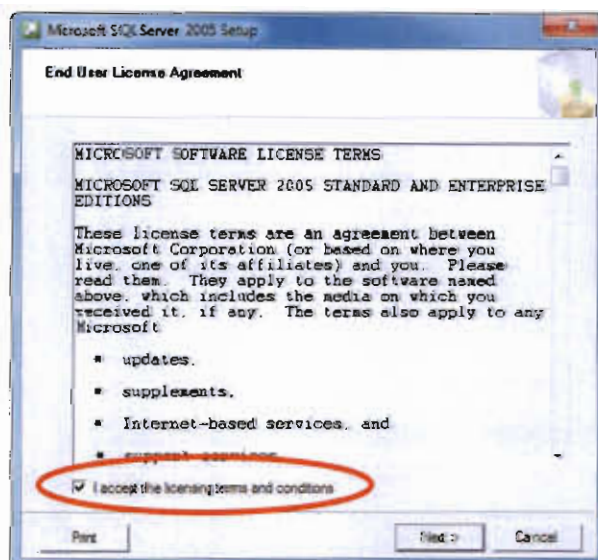 Microsoft SQL Server 2005 Setup
End User License Agreement
MICROSOFT SOFTWARE LICENSE TERMS
MICROSOFT SQL SERVER 2005 STANDARD AND ENTERPRISE
EDITIONS
These license terms are an agreement between
Microsoft Corporation (or based on where you
live, one of its affiliates) and you.  Please
read them.  They apply to the software named
above, which includes the media on which you
received it, if any.  The terms also apply to any
Microsoft
▪ updates,
▪ supplements,
▪ Internet-based services, and
▪ support services
I accept the licensing terms and conditions
Print
Next >
Cancel